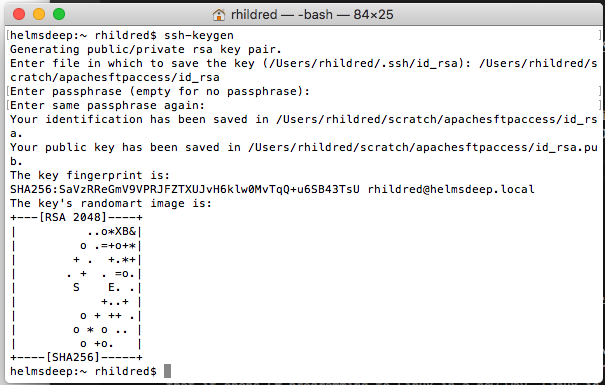 rhildred — -bash — 84×25
[helmsdeep:~ rhildred$ ssh-keygen ]
Generating public/private rsa key pair.
Enter file in which to save the key (/Users/rhildred/.ssh/id_rsa): /Users/rhildred/s
cratch/apachesftpaccess/id_rsa
[Enter passphrase (empty for no passphrase): ]
[Enter same passphrase again: ]
Your identification has been saved in /Users/rhildred/scratch/apachesftpaccess/id_rs
a.
Your public key has been saved in /Users/rhildred/scratch/apachesftpaccess/id_rsa.pu
b.
The key fingerprint is:
SHA256:SaVzRReGmV9VPRJFZTXUJvH6klw0MvTqQ+u6SB43TsU rhildred@helmsdeep.local
The key's randomart image is:
+---[RSA 2048]----+
|           ..o*XB&|
|          o .=+o+*|
|         + .  +.*+|
|        . +  . =o.|
|         S    E. .|
|             +..+ |
|          o + ++ .|
|         o * o .. |
|          o +o.   |
+----[SHA256]-----+
helmsdeep:~ rhildred$